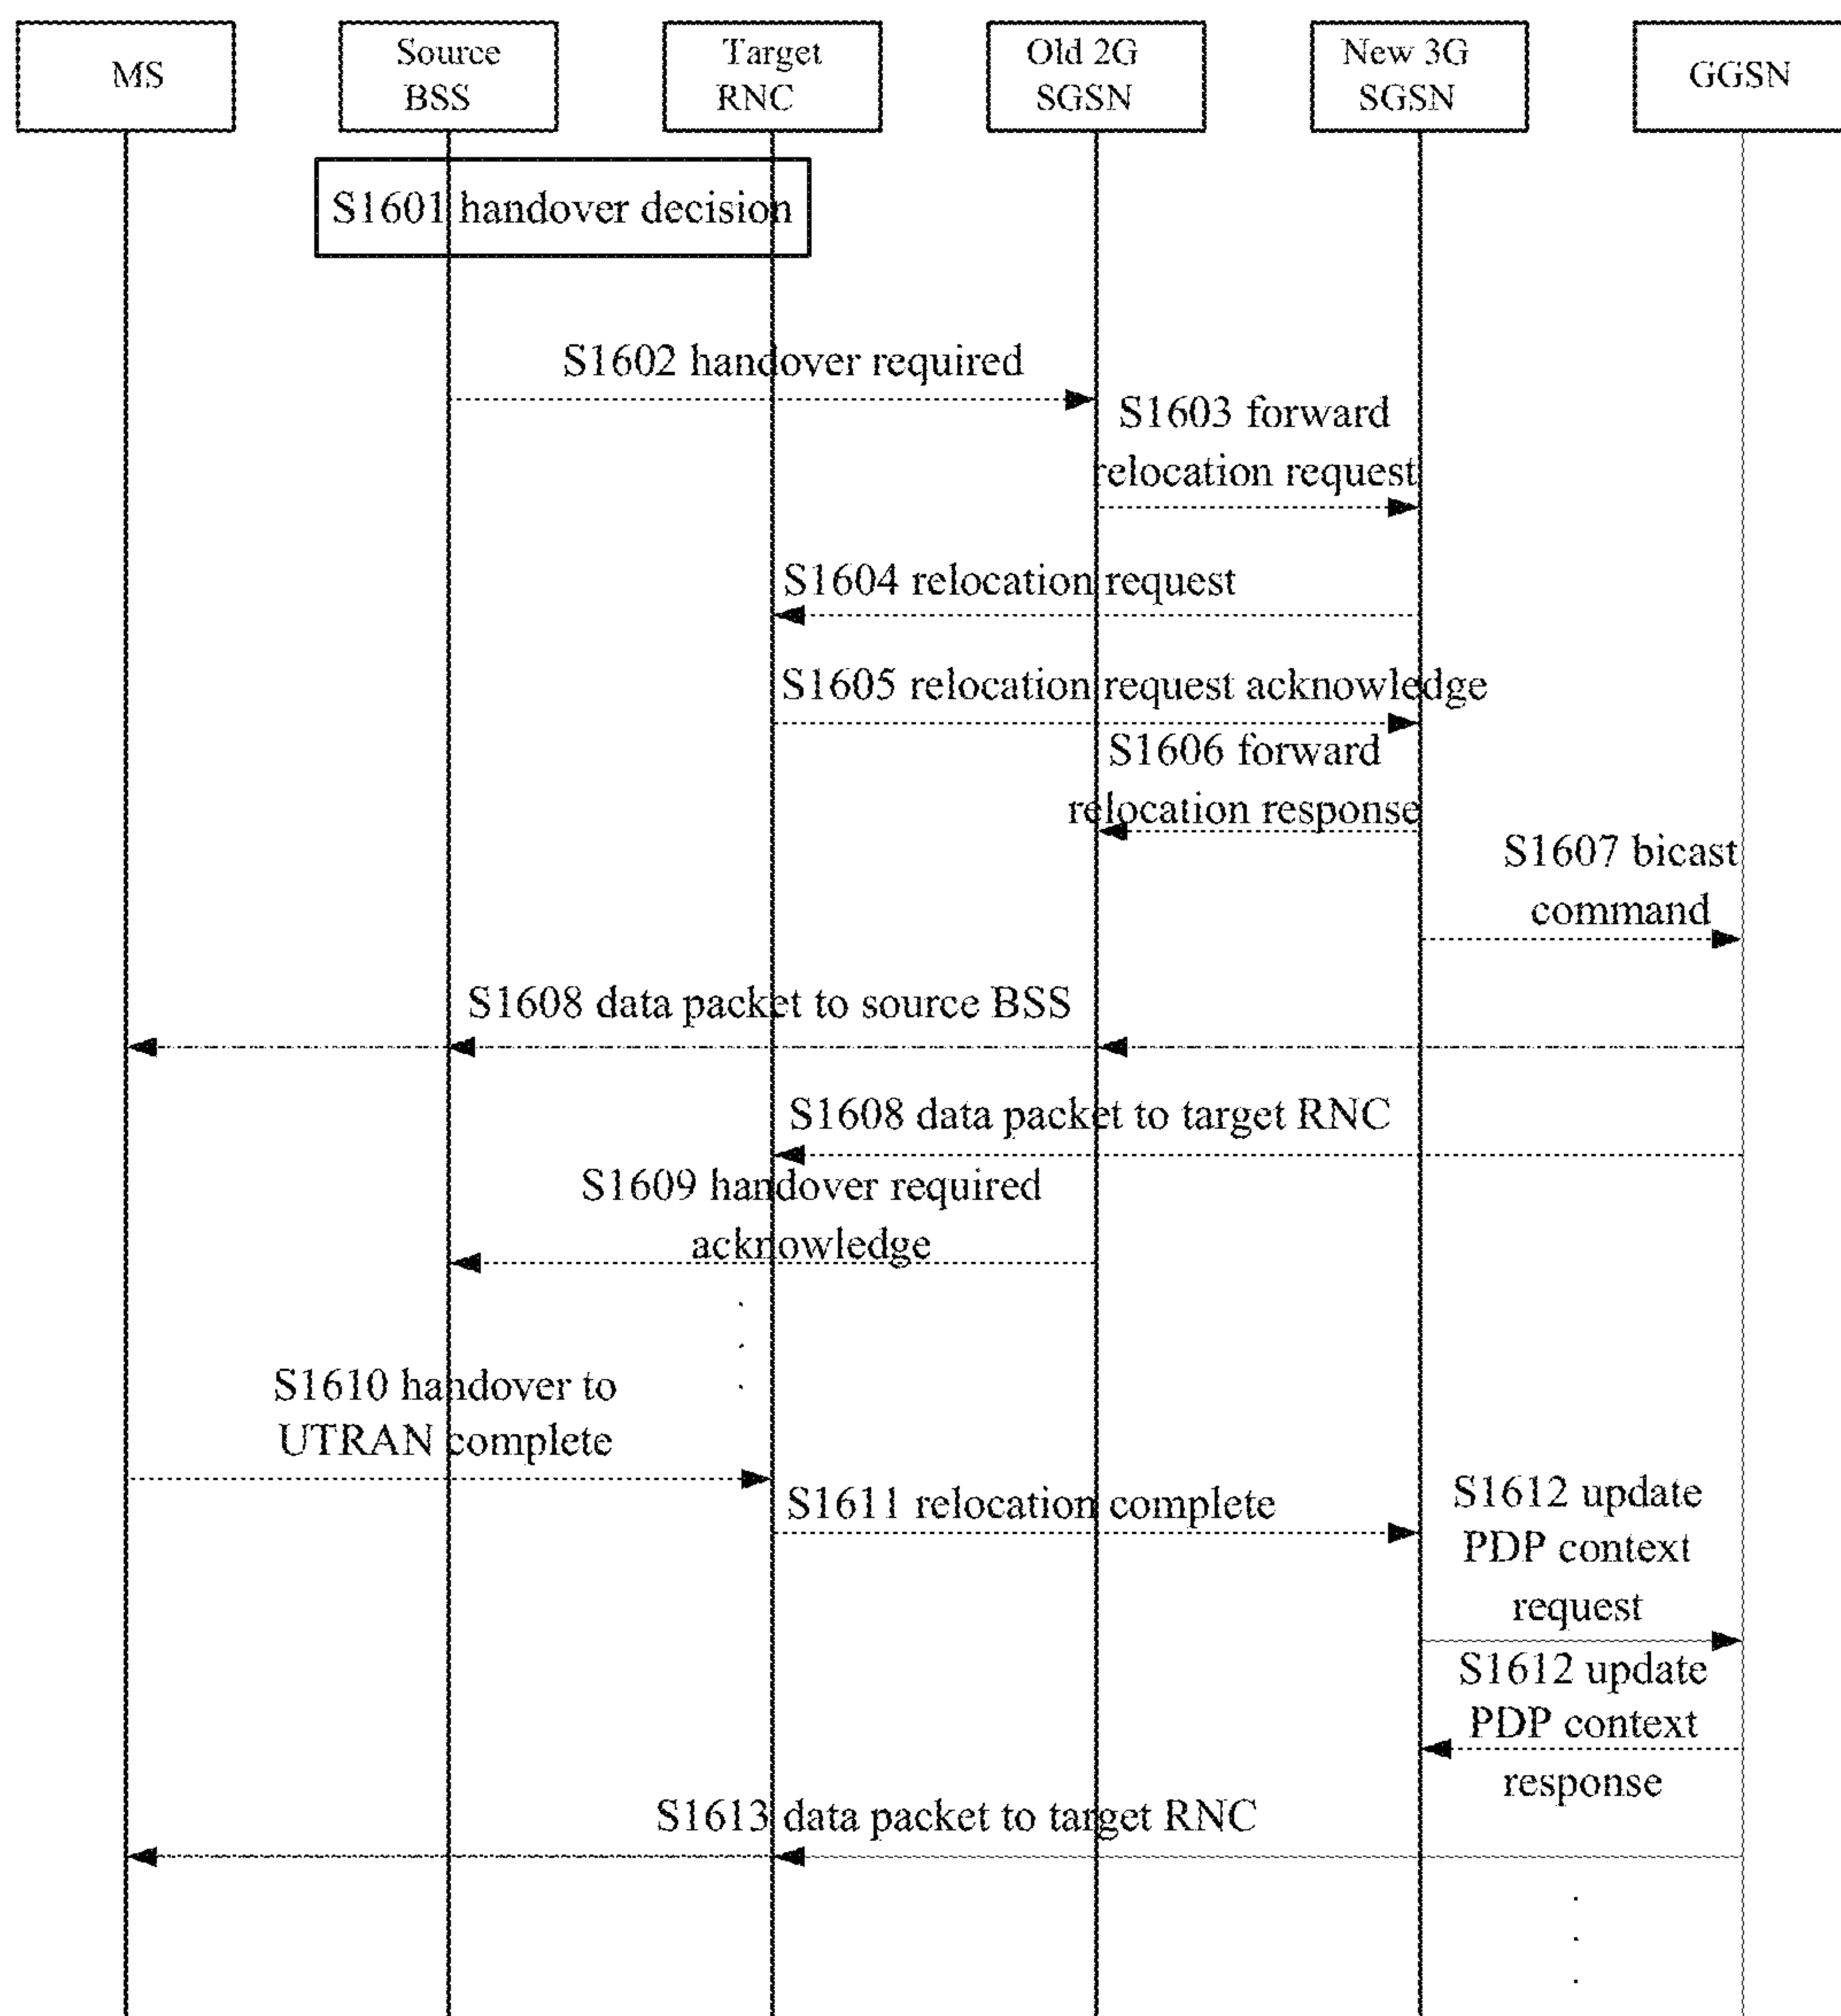 MS
Source
BSS
Target
RNC
Old 2G
SGSN
New 3G
SGSN
GGSN
S1601 handover decision
S1602 handover required
S1603 forward
relocation request
S1604 relocation request
S1605 relocation request acknowledge
S1606 forward
relocation response
S1607 bicast
command
S1608 data packet to source BSS
S1608 data packet to target RNC
S1609 handover required
acknowledge
S1610 handover to
UTRAN complete
S1611 relocation complete
S1612 update
PDP context
request
S1612 update
PDP context
response
S1613 data packet to target RNC